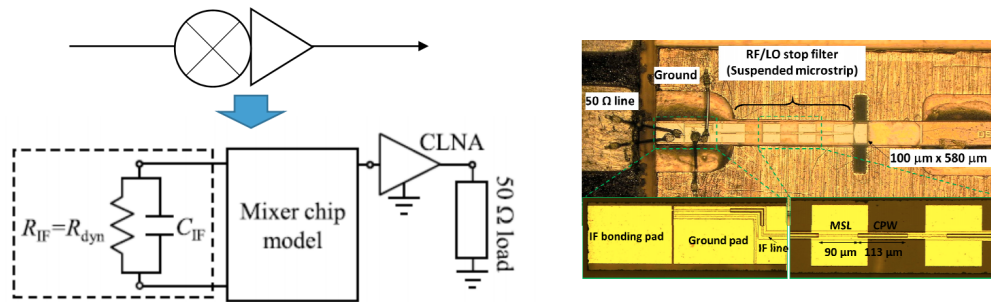 CLNA
R_IF=R_dyn
C_IF
Mixer chip
model
50 Ω load
RF/LO stop filter
(Suspended microstrip)
Ground
50 Ω line
100 μm x 580 μm
IF bonding pad
Ground pad
IF line
MSL
CPW
90 μm
113 μm